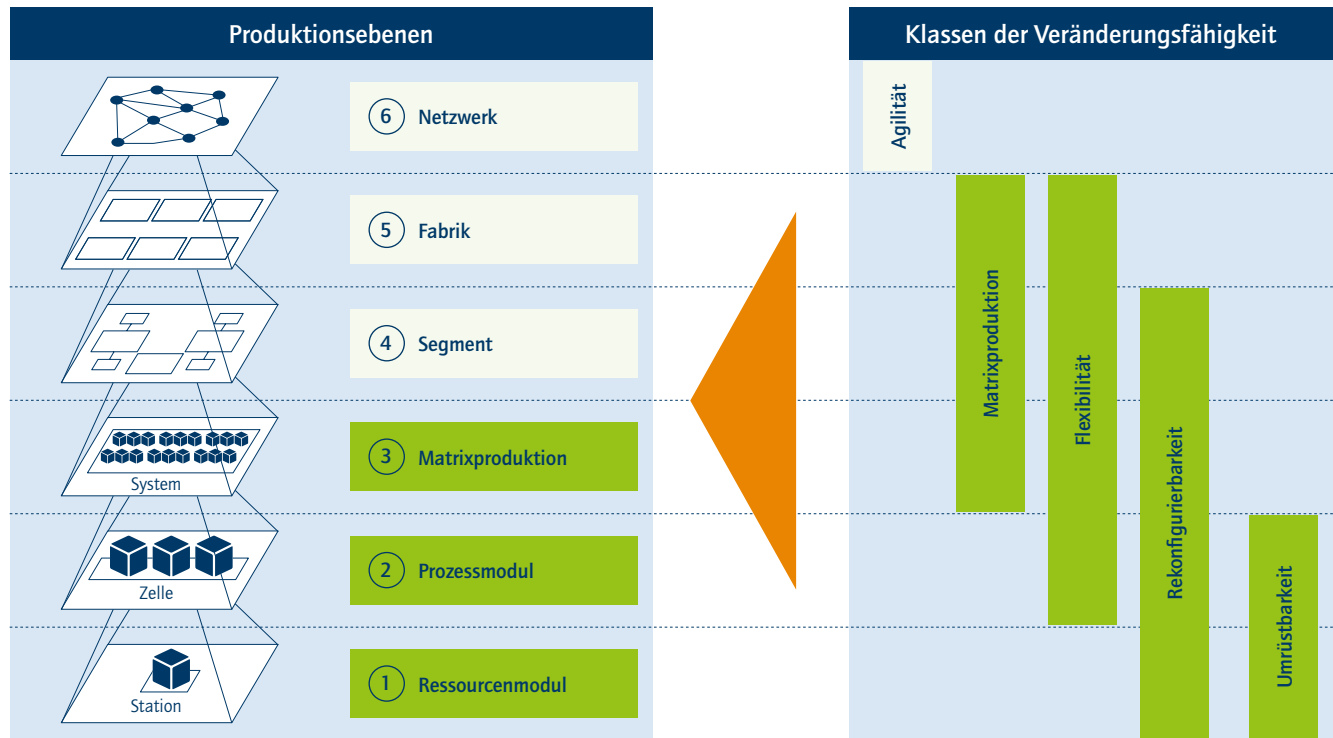 Produktionsebenen
6 Netzwerk
5 Fabrik
4 Segment
3 Matrixproduktion
System
2 Prozessmodul
Zelle
1 Ressourcenmodul
Station
Klassen der Veränderungsfähigkeit
Agilität
Matrixproduktion
Flexibilität
Rekonfigurierbarkeit
Umrüstbarkeit